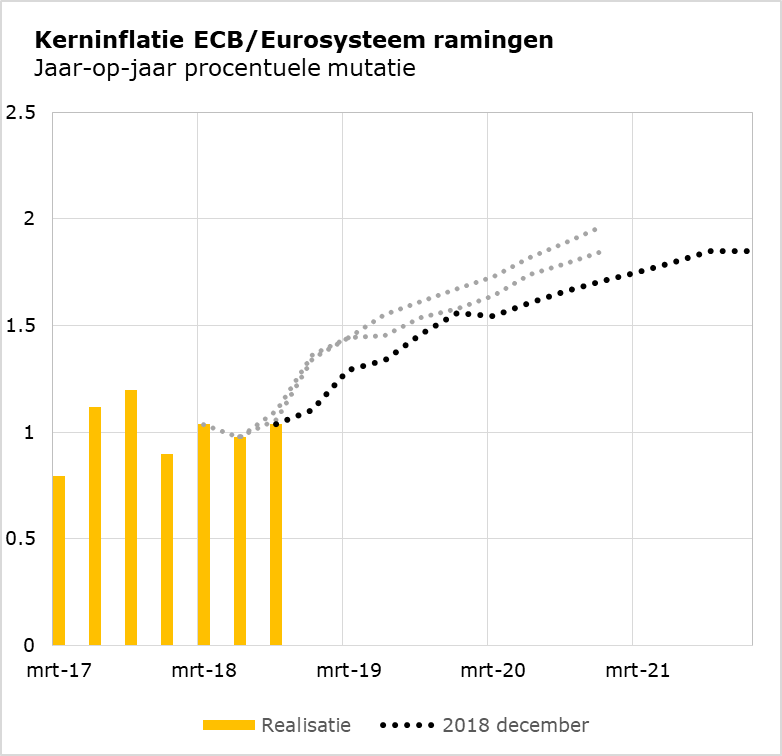 Kerninflatie ECB/Eurosysteem ramingen
Jaar-op-jaar procentuele mutatie
2.5
2
1.5
1
0.5
0
mrt-17 mrt-18 mrt-19 mrt-20 mrt-21
Realisatie 2018 december